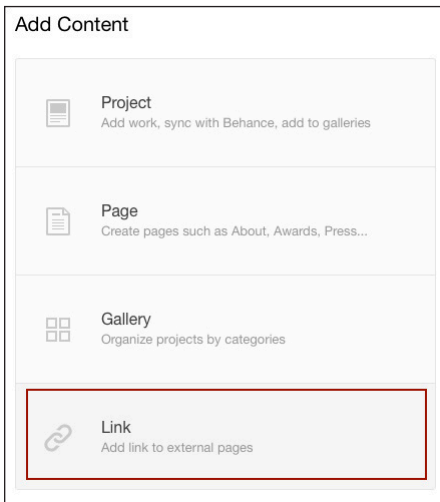 Add Content
Project
Add work, sync with Behance, add to galleries
Page
Create pages such as About, Awards, Press...
Gallery
Organize projects by categories
Link
Add link to external pages